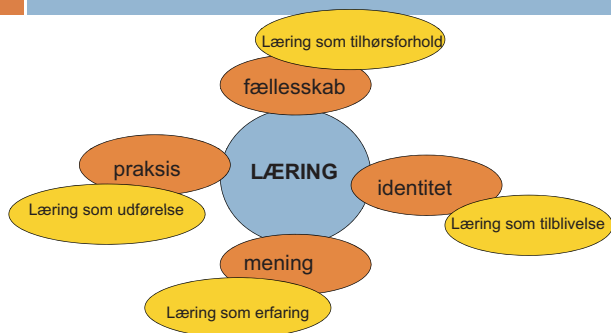 Læring som tilhørsforhold
fællesskab
praksis
LÆRING
identitet
Læring som udførelse
Læring som tilblivelse
mening
Læring som erfaring